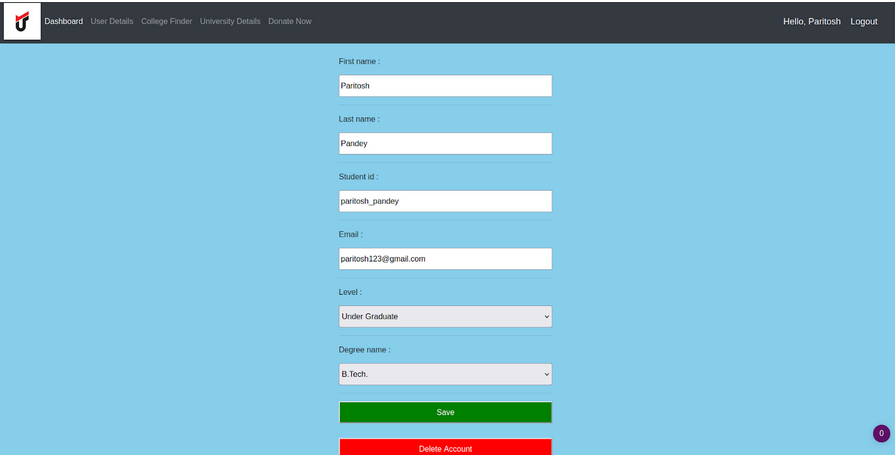 Dashboard User Details College Finder University Details Donate Now Hello, Paritosh Logout
First name :
Paritosh
Last name :
Pandey
Student id :
paritosh_pandey
Email :
paritosh123@gmail.com
Level :
Under Graduate
Degree name :
B.Tech.
Save
0
Delete Account